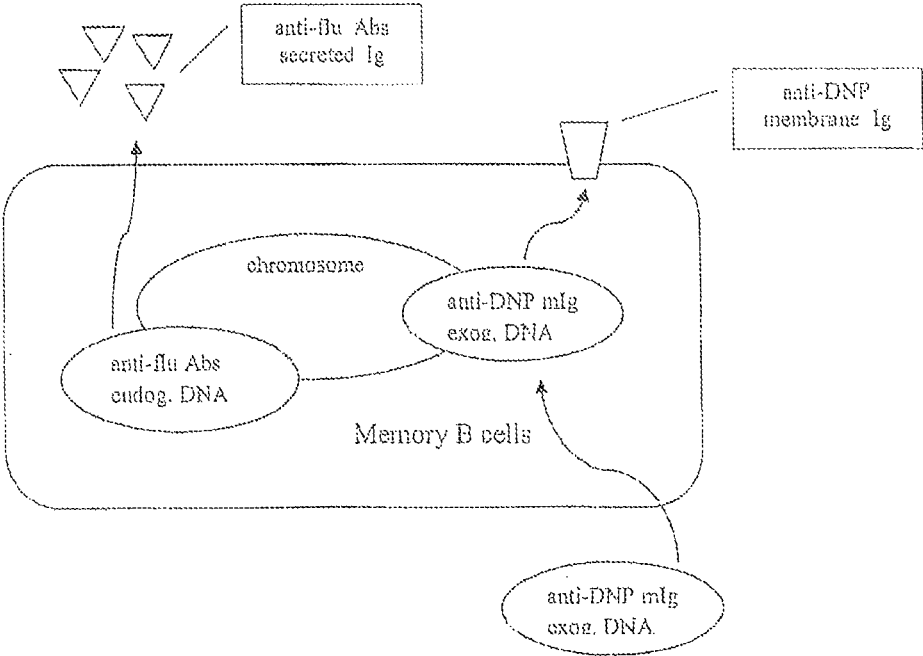 anti-flu Abs
secreted Ig
anti-DNP
membrane Ig
chromosome
anti-DNP mIg
exog. DNA
anti-flu Abs
endog. DNA
Memory B cells
anti-DNP mIg
exog. DNA